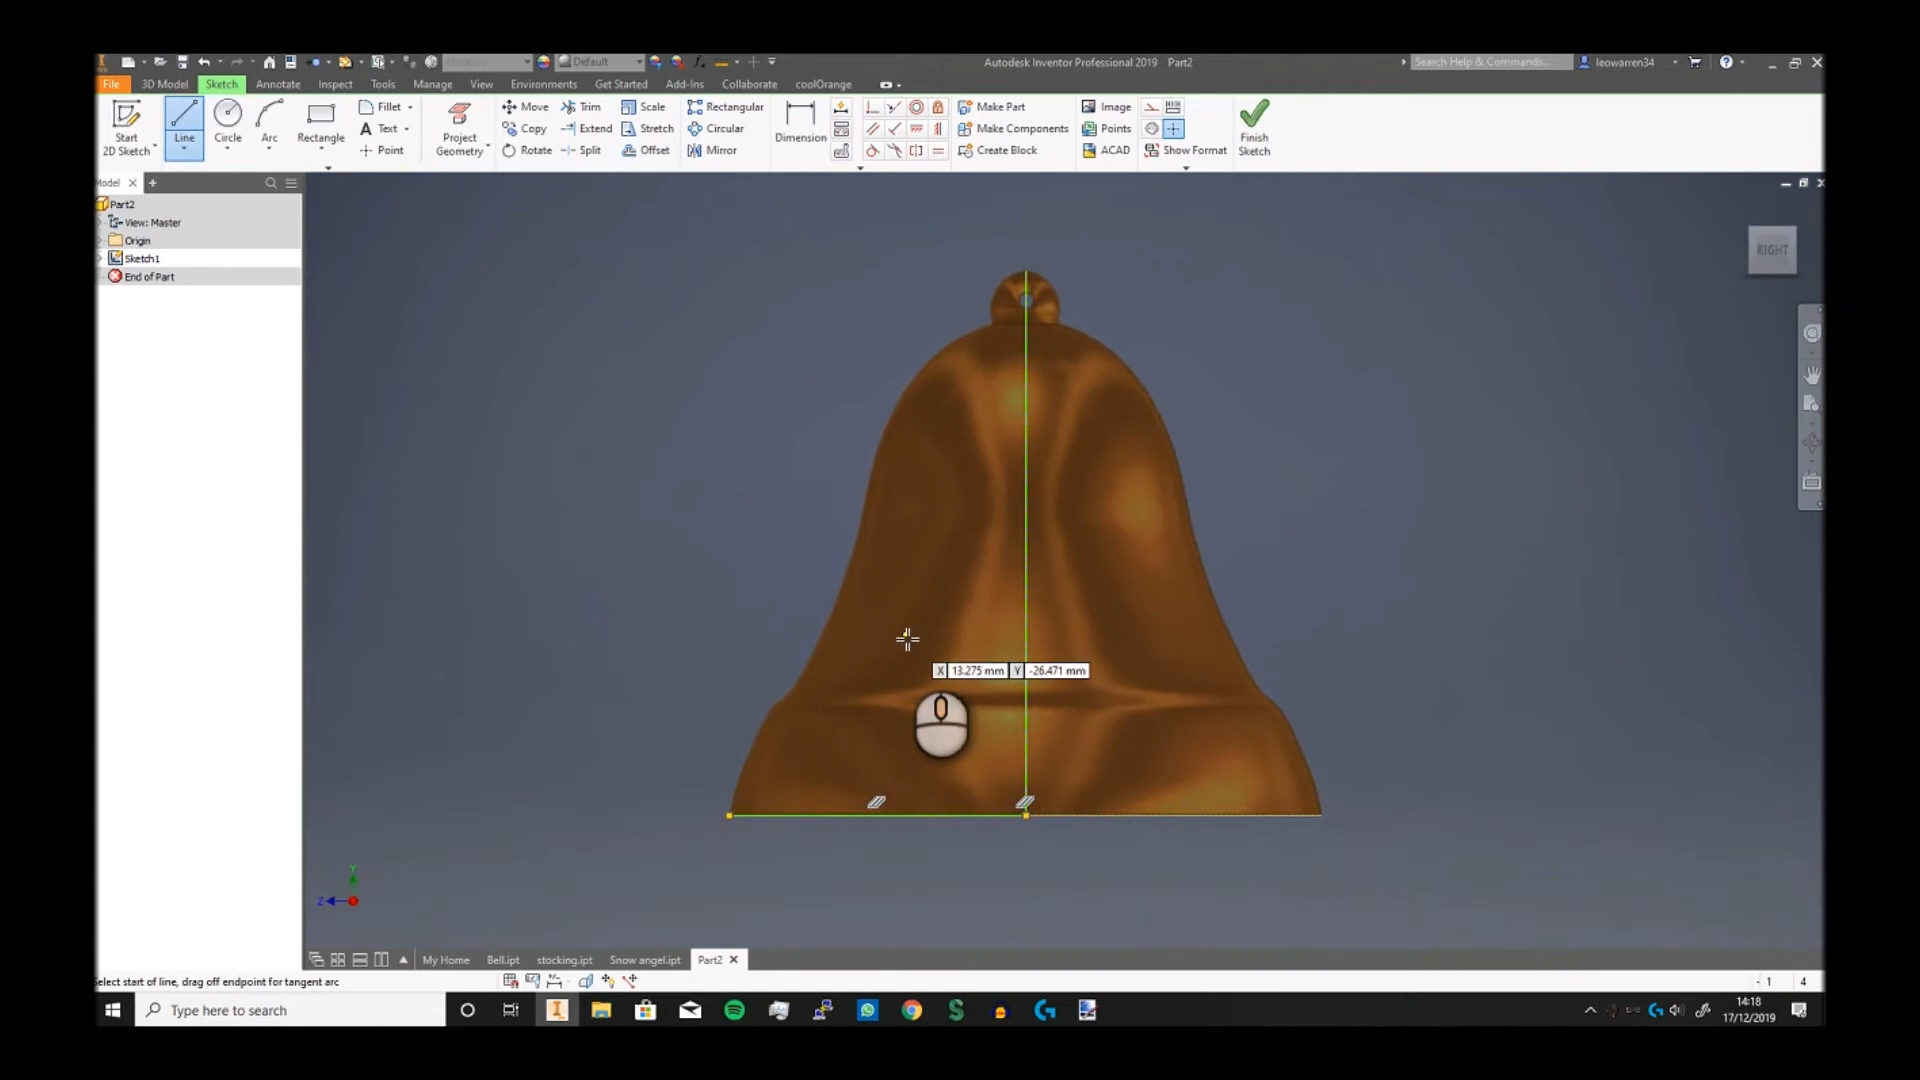 Default
Autodesk Inventor Professional 2019 Part2
Search Help & Commands...
leowarren34
File 3D Model Sketch Annotate Inspect Tools Manage View Environments Get Started Add-Ins Collaborate coolOrange
Start
2D Sketch
Line
Circle
Arc
Rectangle
Fillet
Text
Point
Project
Geometry
Move Trim Scale
Copy Extend Stretch
Rotate Split Offset
Rectangular
Circular
Mirror
Dimension
Make Part
Make Components
Create Block
Image
Points
ACAD
Show Format
Finish
Sketch
Model
Part2
View: Master
Origin
Sketch1
End of Part
RIGHT
X 13.275 mm Y -26.471 mm
Y
Z
My Home Bell.ipt stocking.ipt Snow angel.ipt Part2
Select start of line, drag off endpoint for tangent arc
1 4
Type here to search
14:18
17/12/2019